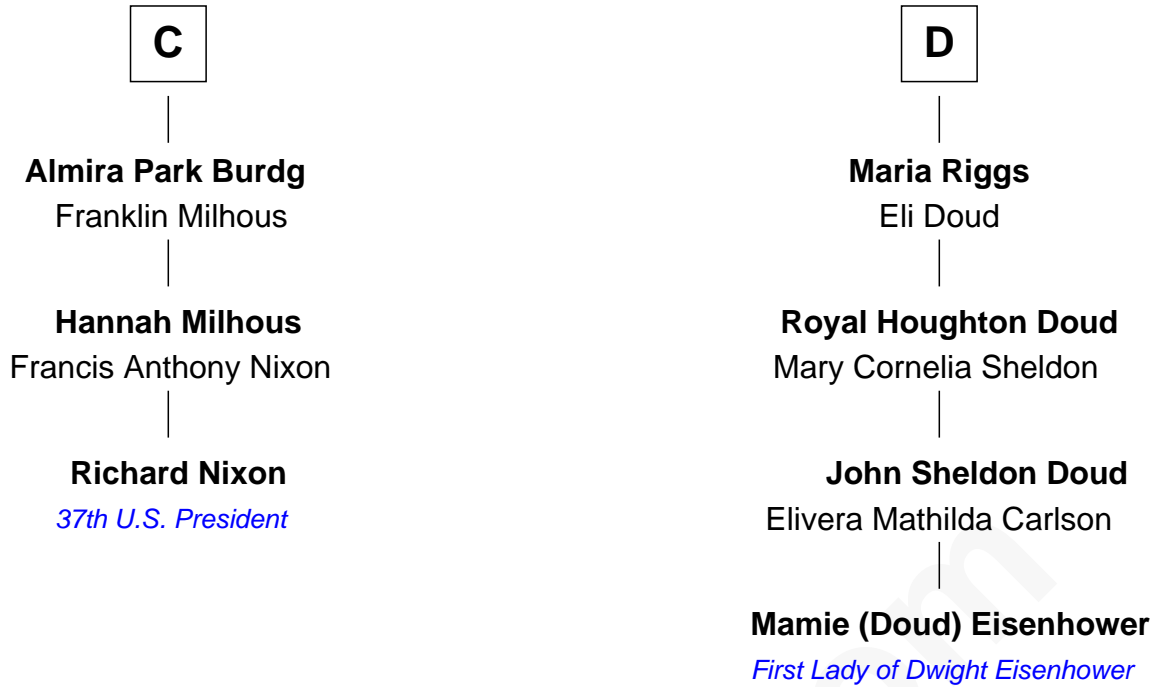 C
Almira Park Burdg
Franklin Milhous
Hannah Milhous
Francis Anthony Nixon
Richard Nixon
37th U.S. President
D
Maria Riggs
Eli Doud
Royal Houghton Doud
Mary Cornelia Sheldon
John Sheldon Doud
Elivera Mathilda Carlson
Mamie (Doud) Eisenhower
First Lady of Dwight Eisenhower